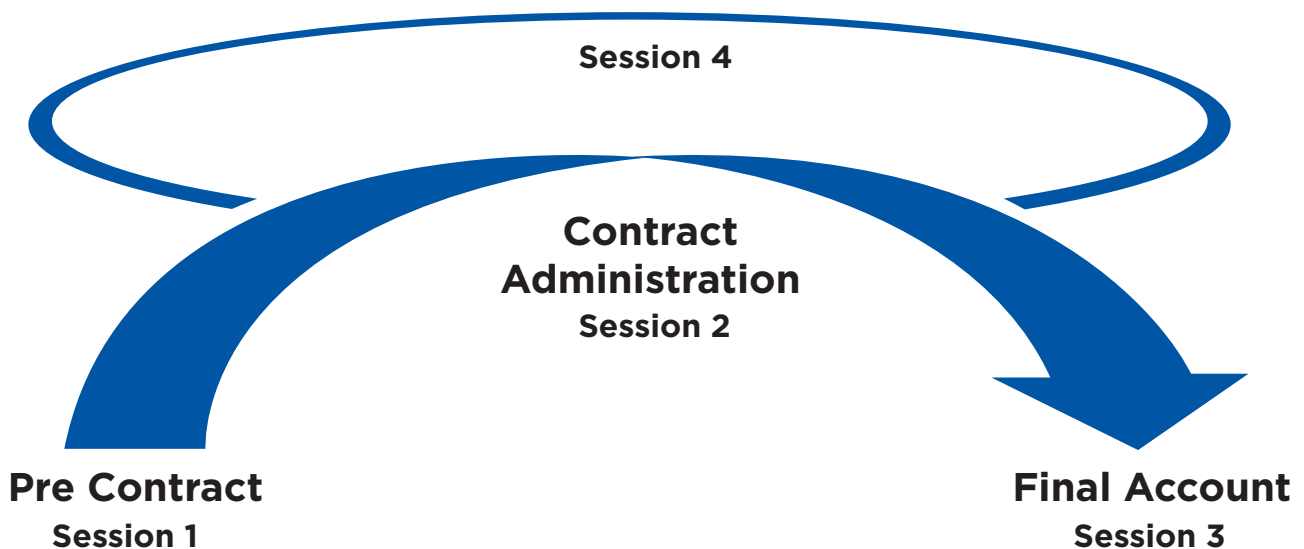 Session 4
Contract
Administration
Session 2
Pre Contract
Session 1
Final Account
Session 3